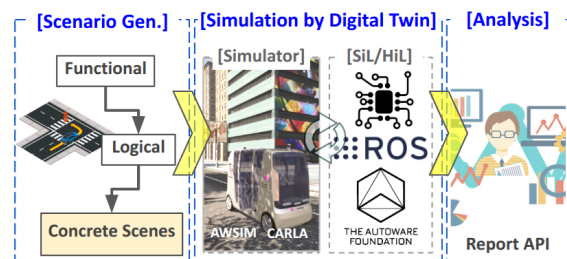 [Scenario Gen.]
Functional
Logical
Concrete Scenes
[Simulation by Digital Twin]
[Simulator]
AWSIM CARLA
[SiL/HiL]
ROS
THE AUTOWARE
FOUNDATION
[Analysis]
Report API